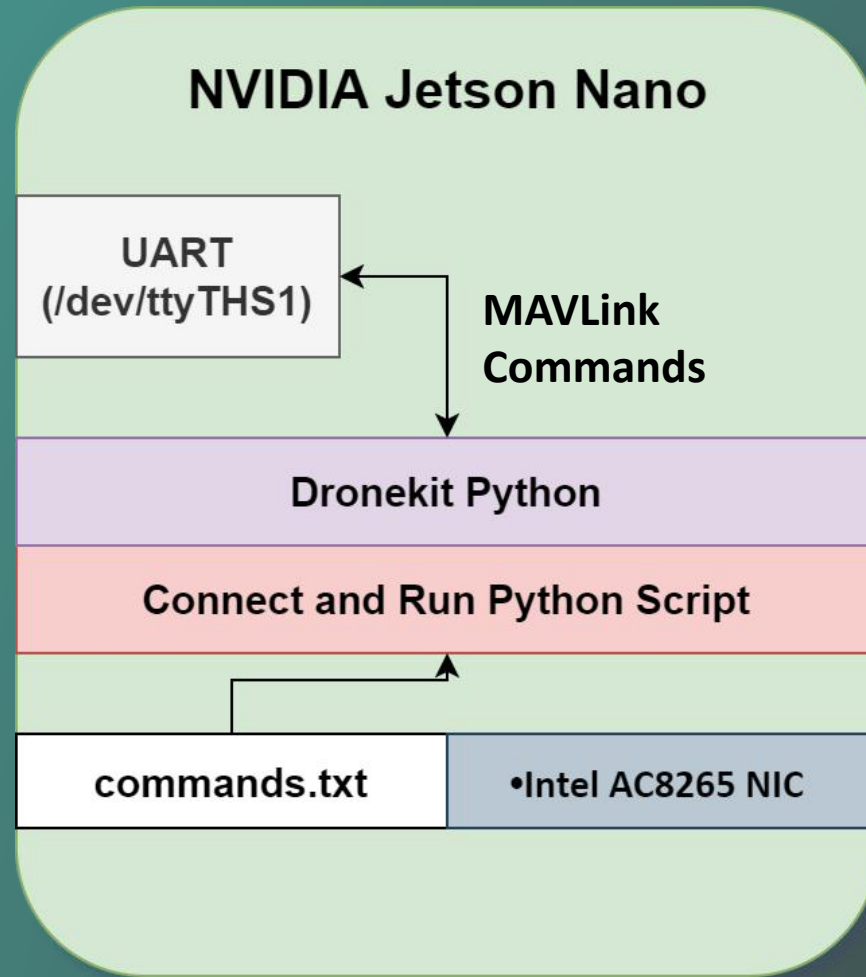 NVIDIA Jetson Nano
UART
(/dev/ttyTHS1)
MAVLink
Commands
Dronekit Python
Connect and Run Python Script
commands.txt
•Intel AC8265 NIC